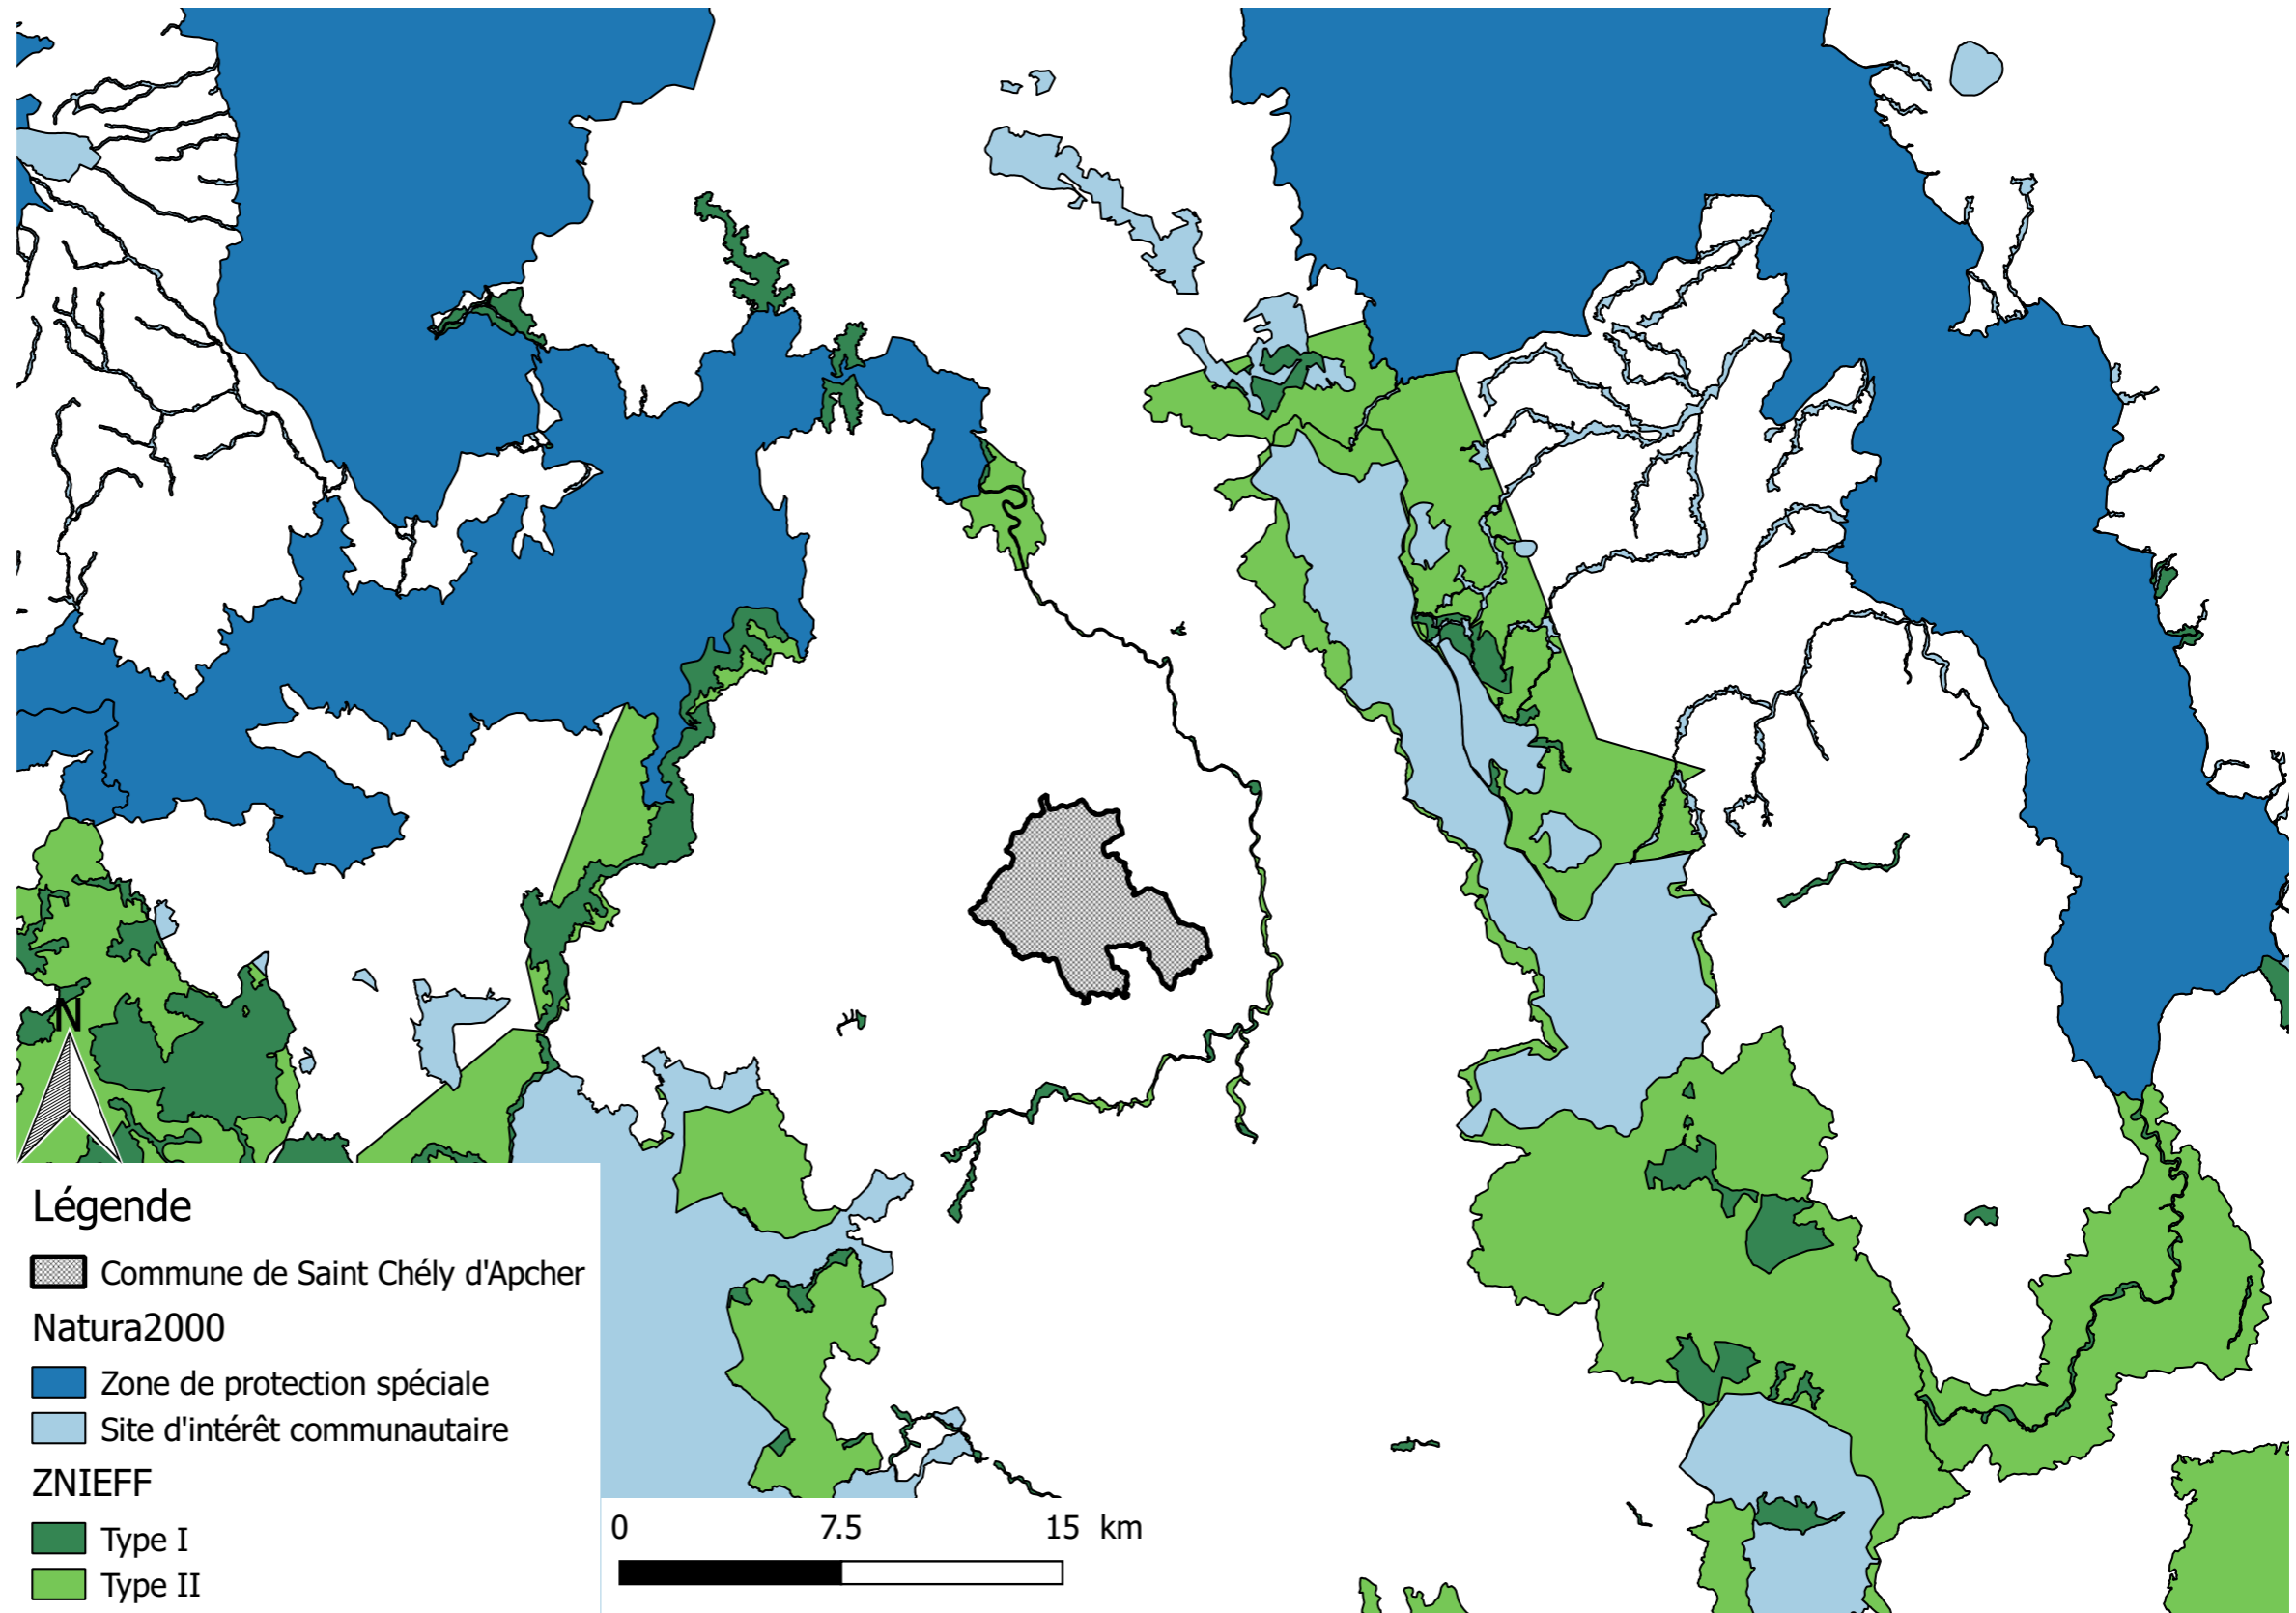 N
Légende
Commune de Saint Chély d'Apcher
Natura2000
Zone de protection spéciale
Site d'intérêt communautaire
ZNIEFF
Type I
Type II
0 7.5 15 km